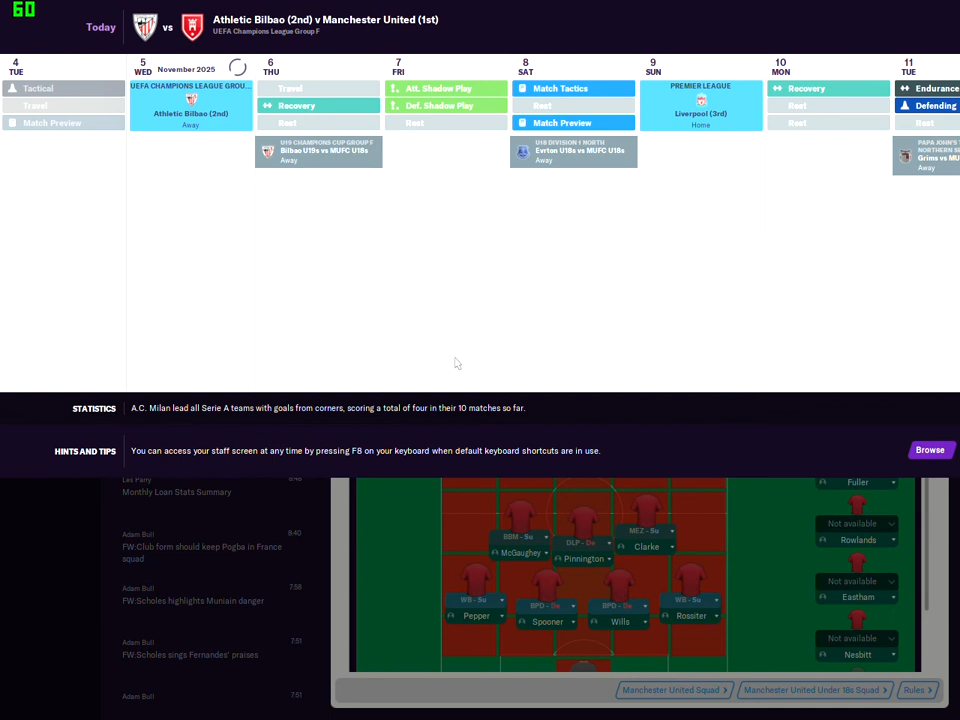 60
Today
vs
Athletic Bilbao (2nd) v Manchester United (1st)
UEFA Champions League Group F
4
TUE
5
WED
November 2025
6
THU
7
FRI
8
SAT
9
SUN
10
MON
11
TUE
Tactical
Travel
Match Preview
UEFA CHAMPIONS LEAGUE GROU...
Athletic Bilbao (2nd)
Away
Travel
Recovery
Rest
Att. Shadow Play
Def. Shadow Play
Rest
Match Tactics
Rest
Match Preview
PREMIER LEAGUE
Liverpool (3rd)
Home
Recovery
Rest
Rest
Endurance
Defending
Rest
U19 CHAMPIONS CUP GROUP F
Bilbao U19s vs MUFC U18s
Away
U18 DIVISION 1 NORTH
Evrton U18s vs MUFC U18s
Away
PAPA JOHN'S T
NORTHERN SE
Grims vs MU
Away
STATISTICS
A.C. Milan lead all Serie A teams with goals from corners, scoring a total of four in their 10 matches so far.
HINTS AND TIPS
You can access your staff screen at any time by pressing F8 on your keyboard when default keyboard shortcuts are in use.
Browse
Les Parry
Monthly Loan Stats Summary
Adam Bull
8:40
FW:Club form should keep Pogba in France
squad
Adam Bull
7:56
FW:Scholes highlights Muniain danger
Adam Bull
7:51
FW:Scholes sings Fernandes' praises
Adam Bull
7:51
BBM - Su
McGaughey
DLP - De
Pinnington
MEZ - Su
Clarke
WB - Su
Pepper
BPD - De
Spooner
BPD - De
Wills
WB - Su
Rossiter
Fuller
Not available
Rowlands
Not available
Eastham
Not available
Nesbitt
Manchester United Squad
Manchester United Under 18s Squad
Rules